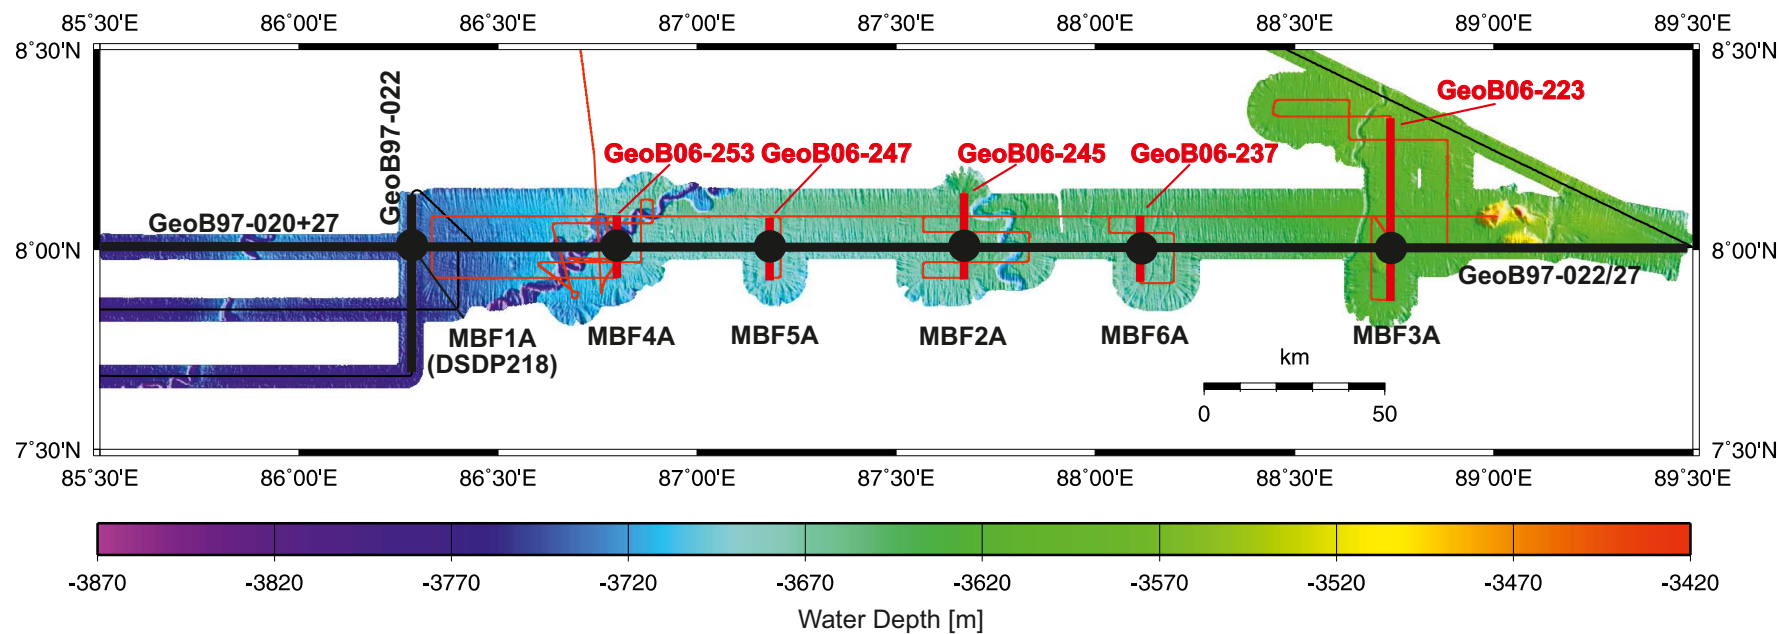 85˚30'E 86˚00'E 86˚30'E 87˚00'E 87˚30'E 88˚00'E 88˚30'E 89˚00'E 89˚30'E
8˚30'N 8˚30'N
GeoB97-022
GeoB06-223
GeoB06-253 GeoB06-247 GeoB06-245 GeoB06-237
GeoB97-020+27
8˚00'N 8˚00'N
GeoB97-022/27
MBF1A MBF4A MBF5A MBF2A MBF6A MBF3A
(DSDP218)
km
0 50
7˚30'N 7˚30'N
85˚30'E 86˚00'E 86˚30'E 87˚00'E 87˚30'E 88˚00'E 88˚30'E 89˚00'E 89˚30'E
-3870 -3820 -3770 -3720 -3670 -3620 -3570 -3520 -3470 -3420
Water Depth [m]